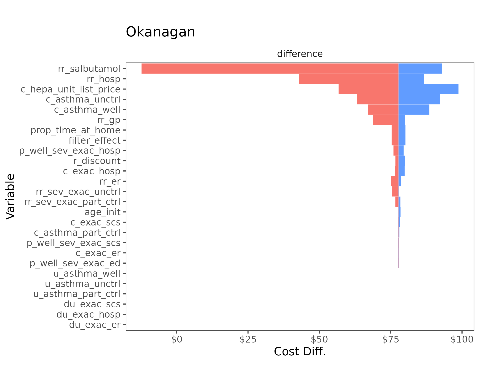 Okanagan
difference
rr_salbutamol
rr_hosp
c_hepa_unit_list_price
c_asthma_unctrl
c_asthma_well
rr_gp
prop_time_at_home
filter_effect
p_well_sev_exac_hosp
r_discount
c_exac_hosp
rr_er
rr_sev_exac_unctrl
rr_sev_exac_part_ctrl
age_init
c_exac_scs
c_asthma_part_ctrl
p_well_sev_exac_scs
c_exac_er
p_well_sev_exac_ed
u_asthma_well
u_asthma_unctrl
u_asthma_part_ctrl
du_exac_scs
du_exac_hosp
du_exac_er
Variable
$0 $25 $50 $75 $100
Cost Diff.